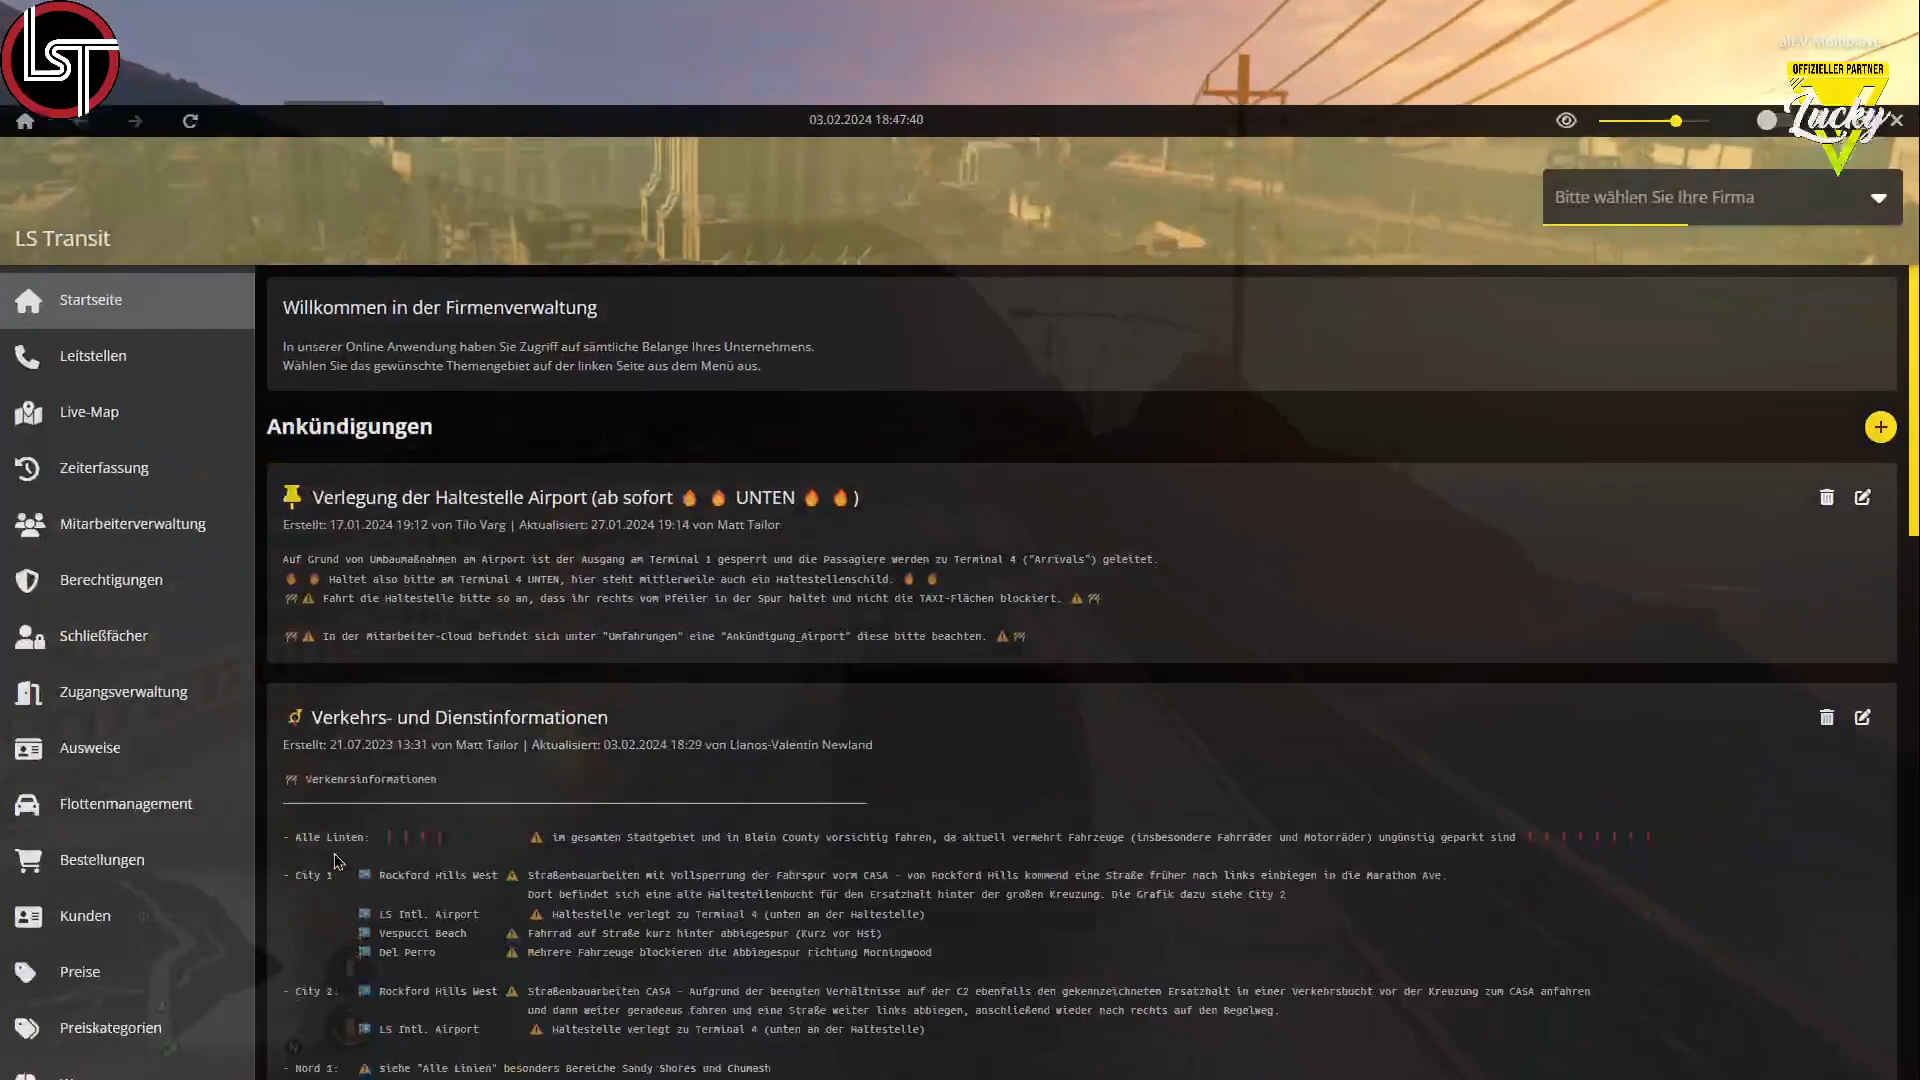 LST
alt:V Multiplayer
OFFIZIELLER PARTNER
Lucky V
03.02.2024 18:47:40
Bitte wählen Sie Ihre Firma
LS Transit
Startseite
Leitstellen
Live-Map
Zeiterfassung
Mitarbeiterverwaltung
Berechtigungen
Schließfächer
Zugangsverwaltung
Ausweise
Flottenmanagement
Bestellungen
Kunden
Preise
Preiskategorien
Willkommen in der Firmenverwaltung
In unserer Online Anwendung haben Sie Zugriff auf sämtliche Belange Ihres Unternehmens.
Wählen Sie das gewünschte Themengebiet auf der linken Seite aus dem Menü aus.
Ankündigungen
📌 Verlegung der Haltestelle Airport (ab sofort 🔥 🔥 UNTEN 🔥 🔥 )
Erstellt: 17.01.2024 19:12 von Tilo Varg | Aktualisiert: 27.01.2024 19:14 von Matt Tailor
Auf Grund von Umbaumaßnahmen am Airport ist der Ausgang am Terminal 1 gesperrt und die Passagiere werden zu Terminal 4 ("Arrivals") geleitet.
🔥 🔥 Haltet also bitte am Terminal 4 UNTEN, hier steht mittlerweile auch ein Haltestellenschild. 🔥 🔥
🚧 ⚠ Fahrt die Haltestelle bitte so an, dass ihr rechts vom Pfeiler in der Spur haltet und nicht die TAXI-Flächen blockiert. ⚠ 🚧
🚧 ⚠ In der Mitarbeiter-Cloud befindet sich unter "Umfahrungen" eine "Ankündigung_Airport" diese bitte beachten. ⚠ 🚧
Verkehrs- und Dienstinformationen
Erstellt: 21.07.2023 13:31 von Matt Tailor | Aktualisiert: 03.02.2024 18:29 von Llanos-Valentin Newland
🚧 Verkehrsinformationen
- Alle Linien: ❗ ❗ ❗ ❗ ⚠ im gesamten Stadtgebiet und in Blain County vorsichtig fahren, da aktuell vermehrt Fahrzeuge (insbesondere Fahrräder und Motorräder) ungünstig geparkt sind ❗ ❗ ❗ ❗ ❗ ❗ ❗ ❗
- City 1 Rockford Hills West ⚠ Straßenbauarbeiten mit Vollsperrung der Fahrspur vorm CASA - von Rockford Hills kommend eine Straße früher nach links einbiegen in die Marathon Ave.
Dort befindet sich eine alte Haltestellenbucht für den Ersatzhalt hinter der großen Kreuzung. Die Grafik dazu siehe City 2
LS Intl. Airport ⚠ Haltestelle verlegt zu Terminal 4 (unten an der Haltestelle)
Vespucci Beach ⚠ Fahrrad auf Straße kurz hinter abbiegespur (Kurz vor Hst)
Del Perro ⚠ Mehrere Fahrzeuge blockieren die Abbiegespur richtung Morningwood
- City 2: Rockford Hills West ⚠ Straßenbauarbeiten CASA - Aufgrund der beengten Verhältnisse auf der C2 ebenfalls den gekennzeichneten Ersatzhalt in einer Verkehrsbucht vor der Kreuzung zum CASA anfahren
und dann weiter geradeaus fahren und eine Straße weiter links abbiegen, anschließend wieder nach rechts auf den Regelweg.
LS Intl. Airport ⚠ Haltestelle verlegt zu Terminal 4 (unten an der Haltestelle)
- Nord 1: ⚠ siehe "Alle Linien" besonders Bereiche Sandy Shores und Chumash